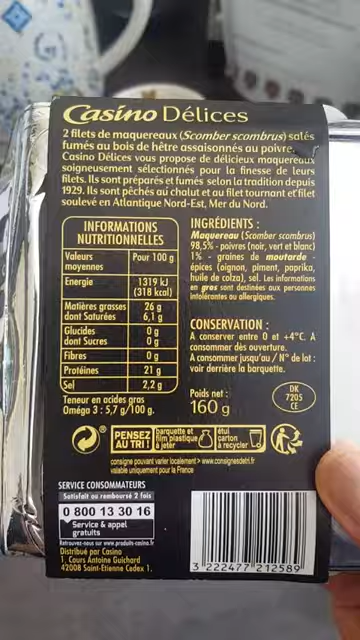 Casino Délices
2 filets de maquereaux (Scomber scombrus) salés
fumés au bois de hêtre assaisonnés au poivre.
Casino Délices vous propose de délicieux maquereaux
soigneusement sélectionnés pour la finesse de leurs
filets. Ils sont préparés et fumés selon la tradition depuis
1929. Ils sont pêchés au chalut et au filet tournant et filet
soulevé en Atlantique Nord-Est, Mer du Nord.
INFORMATIONS
NUTRITIONNELLES
Valeurs
moyennes
Pour 100 g
Energie
1319 kJ
(318 kcal)
Matières grasses
dont Saturées
26 g
6,1 g
Glucides
dont Sucres
0 g
0 g
Fibres
0 g
Protéines
21 g
Sel
2,2 g
Teneur en acides gras
Oméga 3 : 5,7 g/100 g.
INGRÉDIENTS :
Maquereau (Scomber scombrus)
98,5% - poivres (noir, vert et blanc)
1% - graines de moutarde -
épices (oignon, piment, paprika,
huile de colza), sel. Les informations
en gras sont destinées aux personnes
intolérantes ou allergiques.
CONSERVATION :
A conserver entre 0 et +4°C. A
consommer dès ouverture.
A consommer jusqu'au / N° de lot :
voir derrière la barquette.
Poids net :
160 g
DK
7205
CE
PENSEZ
AU TRI !
barquette et
film plastique
à jeter
étui
carton
à recycler
consigne pouvant varier localement > www.consignesdetri.fr
valable uniquement pour la France
SERVICE CONSOMMATEURS
Satisfait ou remboursé 2 fois
0 800 13 30 16
Service & appel
gratuits
Retrouvez-nous sur www.produits-casino.fr
Distribué par Casino
1, Cours Antoine Guichard
42008 Saint-Etienne Cedex 1.
3 222477 212589